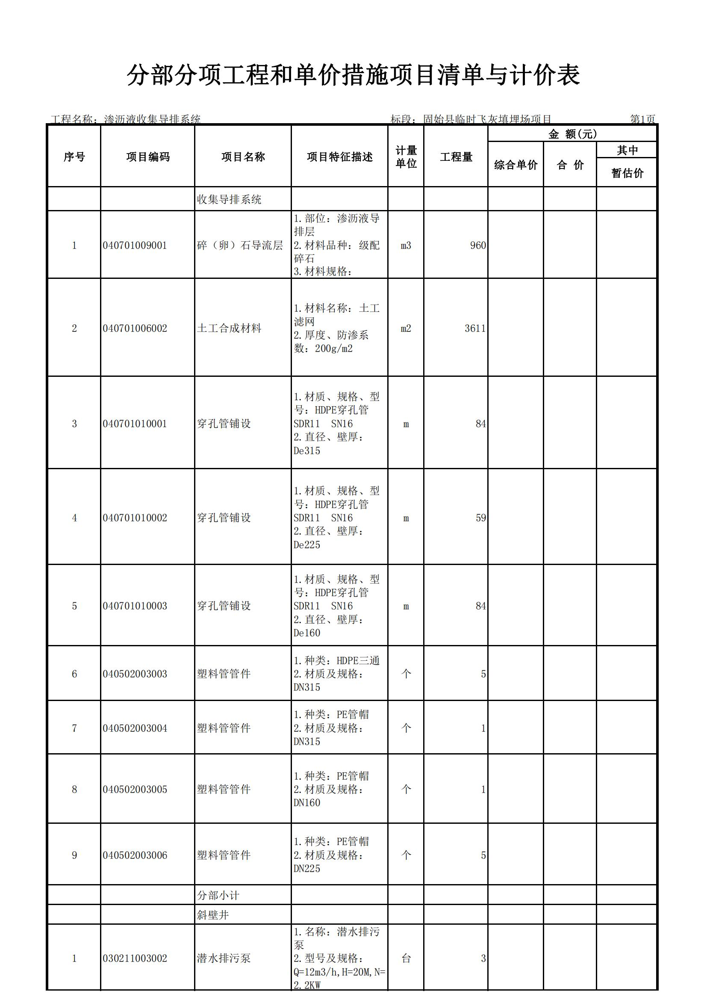 分部分项工程和单价措施项目清单与计价表
工程名称：渗沥液收集导排系统 标段：固始县临时飞灰填埋场项目 第1页
序号 项目编码 项目名称 项目特征描述 计量单位 工程量 金 额(元)
综合单价 合 价 其中
暂估价
收集导排系统
1 040701009001 碎（卵）石导流层 1.部位：渗沥液导
排层
2.材料品种：级配
碎石
3.材料规格：
m3 960
2 040701006002 土工合成材料 1.材料名称：土工
滤网
2.厚度、防渗系
数：200g/m2
m2 3611
3 040701010001 穿孔管铺设 1.材质、规格、型
号：HDPE穿孔管
SDR11 SN16
2.直径、壁厚：
De315
m 84
4 040701010002 穿孔管铺设 1.材质、规格、型
号：HDPE穿孔管
SDR11 SN16
2.直径、壁厚：
De225
m 59
5 040701010003 穿孔管铺设 1.材质、规格、型
号：HDPE穿孔管
SDR11 SN16
2.直径、壁厚：
De160
m 84
6 040502003003 塑料管管件 1.种类：HDPE三通
2.材质及规格：
DN315
个 5
7 040502003004 塑料管管件 1.种类：PE管帽
2.材质及规格：
DN315
个 1
8 040502003005 塑料管管件 1.种类：PE管帽
2.材质及规格：
DN160
个 1
9 040502003006 塑料管管件 1.种类：PE管帽
2.材质及规格：
DN225
个 5
分部小计
斜壁井
1 030211003002 潜水排污泵 1.名称：潜水排污
泵
2.型号及规格：
Q=12m3/h,H=20M,N=
2.2KW
台 3